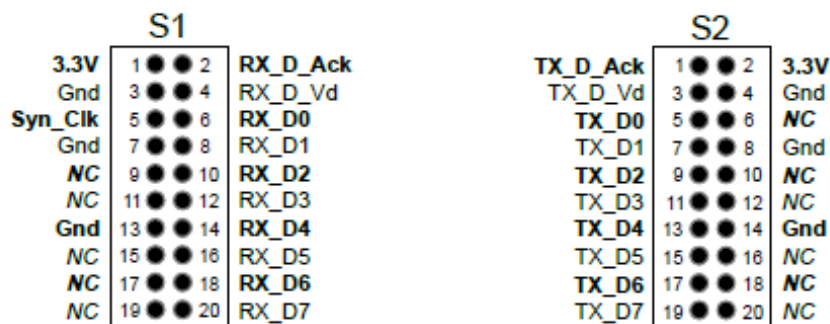 S1 S2
3.3V 1 2 RX_D_Ack TX_D_Ack 1 2 3.3V
Gnd 3 4 RX_D_Vd TX_D_Vd 3 4 Gnd
Syn_Clk 5 6 RX_D0 TX_D0 5 6 NC
Gnd 7 8 RX_D1 TX_D1 7 8 Gnd
NC 9 10 RX_D2 TX_D2 9 10 NC
NC 11 12 RX_D3 TX_D3 11 12 NC
Gnd 13 14 RX_D4 TX_D4 13 14 Gnd
NC 15 16 RX_D5 TX_D5 15 16 NC
NC 17 18 RX_D6 TX_D6 17 18 NC
NC 19 20 RX_D7 TX_D7 19 20 NC